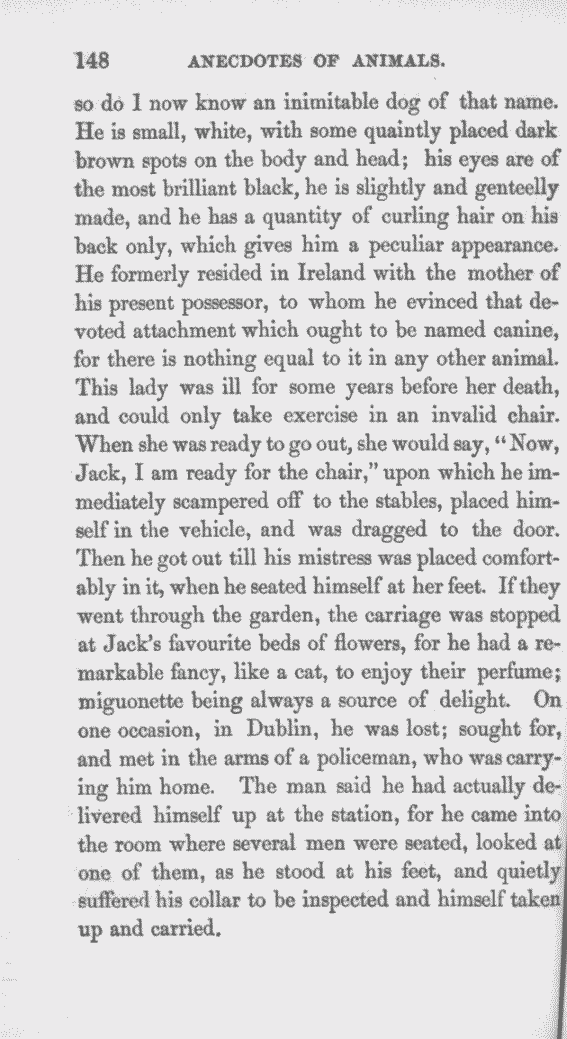 148 ANECDOTES OF ANIMALS.
so do I now know an inimitable dog of that name.
He is small, white, with some quaintly placed dark
brown spots on the body and head; his eyes are of
the most brilliant black, he is slightly and genteelly
made, and he has a quantity of curling hair on his
back only, which gives him a peculiar appearance.
He formerly resided in Ireland with the mother of
his present possessor, to whom he evinced that de-
voted attachment which ought to be named canine,
for there is nothing equal to it in any other animal.
This lady was ill for some years before her death,
and could only take exercise in an invalid chair.
When she was ready to go out, she would say, "Now,
Jack, I am ready for the chair," upon which he im-
mediately scampered off to the stables, placed him-
self in the vehicle, and was dragged to the door.
Then he got out till his mistress was placed comfort-
ably in it, when he seated himself at her feet. If they
went through the garden, the carriage was stopped
at Jack's favourite beds of flowers, for he had a re-
markable fancy, like a cat, to enjoy their perfume;
miguonette being always a source of delight. On
one occasion, in Dublin, he was lost; sought for,
and met in the arms of a policeman, who was carry-
ing him home. The man said he had actually de-
livered himself up at the station, for he came into
the room where several men were seated, looked at
one of them, as he stood at his feet, and quietly
suffered his collar to be inspected and himself taken
up and carried.